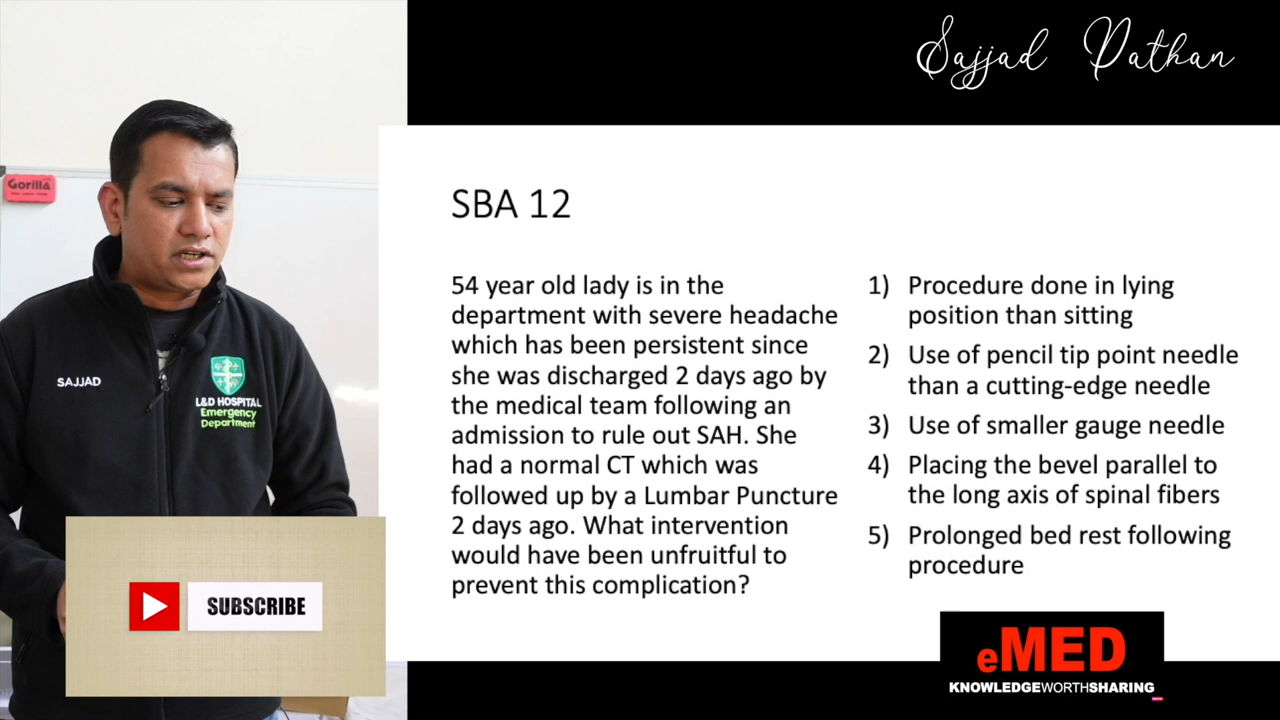 Sajjad Pathan
Gorilla
SBA 12
54 year old lady is in the
department with severe headache
which has been persistent since
she was discharged 2 days ago by
the medical team following an
admission to rule out SAH. She
had a normal CT which was
followed up by a Lumbar Puncture
2 days ago. What intervention
would have been unfruitful to
prevent this complication?
1) Procedure done in lying
position than sitting
2) Use of pencil tip point needle
than a cutting-edge needle
3) Use of smaller gauge needle
4) Placing the bevel parallel to
the long axis of spinal fibers
5) Prolonged bed rest following
procedure
SAJJAD
L&D HOSPITAL
Emergency
Department
SUBSCRIBE
eMED
KNOWLEDGEWORTHSHARING